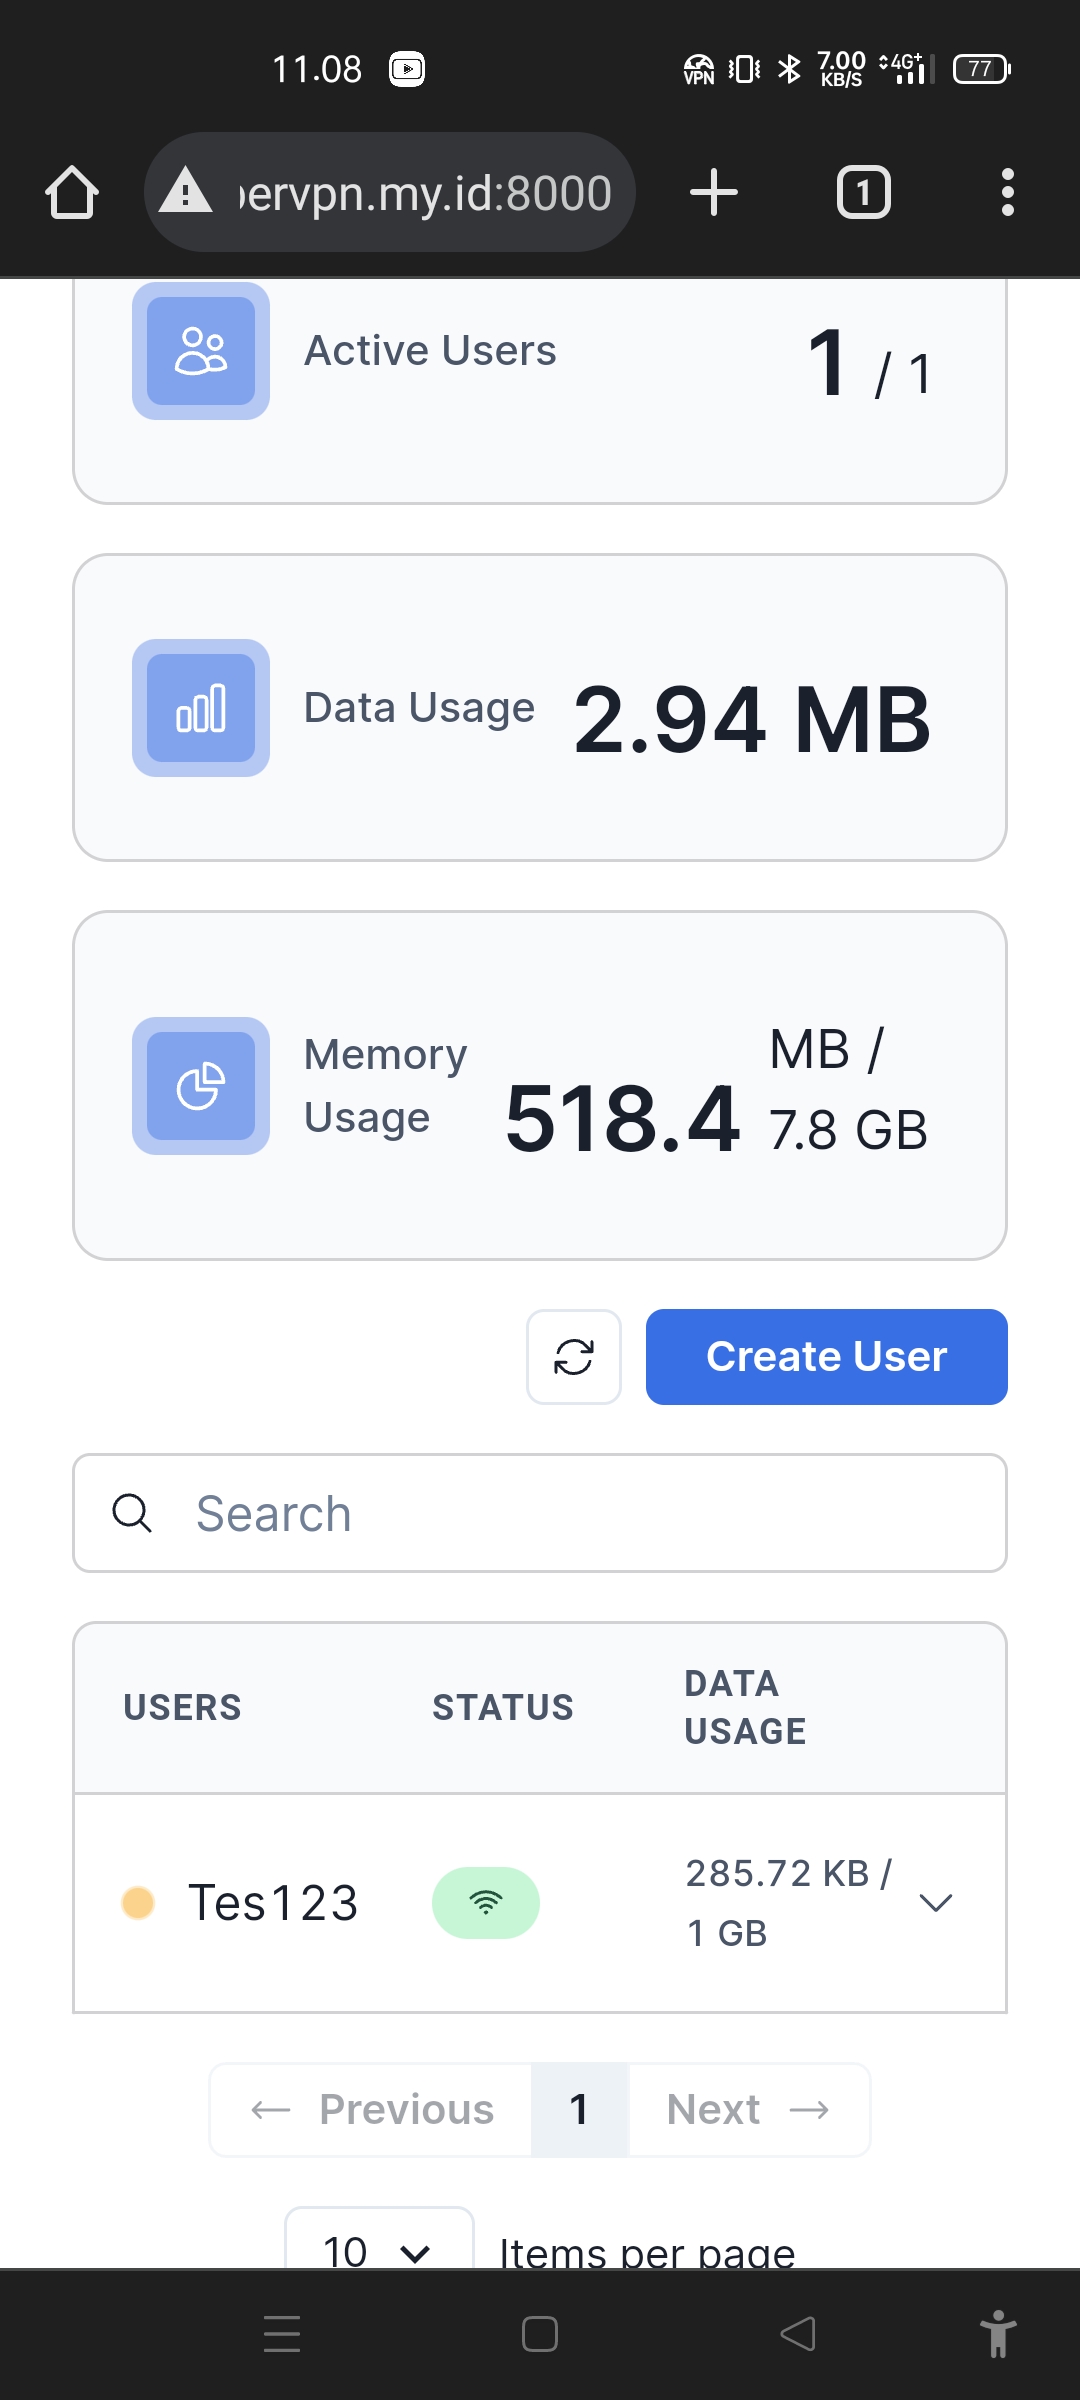 11.08
VPN
7.00
KB/S
4G+
77
ervpn.my.id:8000
1
Active Users
1 / 1
Data Usage
2.94 MB
Memory
Usage
518.4
MB /
7.8 GB
Create User
Search
USERS
STATUS
DATA
USAGE
Tes123
285.72 KB /
1 GB
Previous
1
Next
10
Items per page